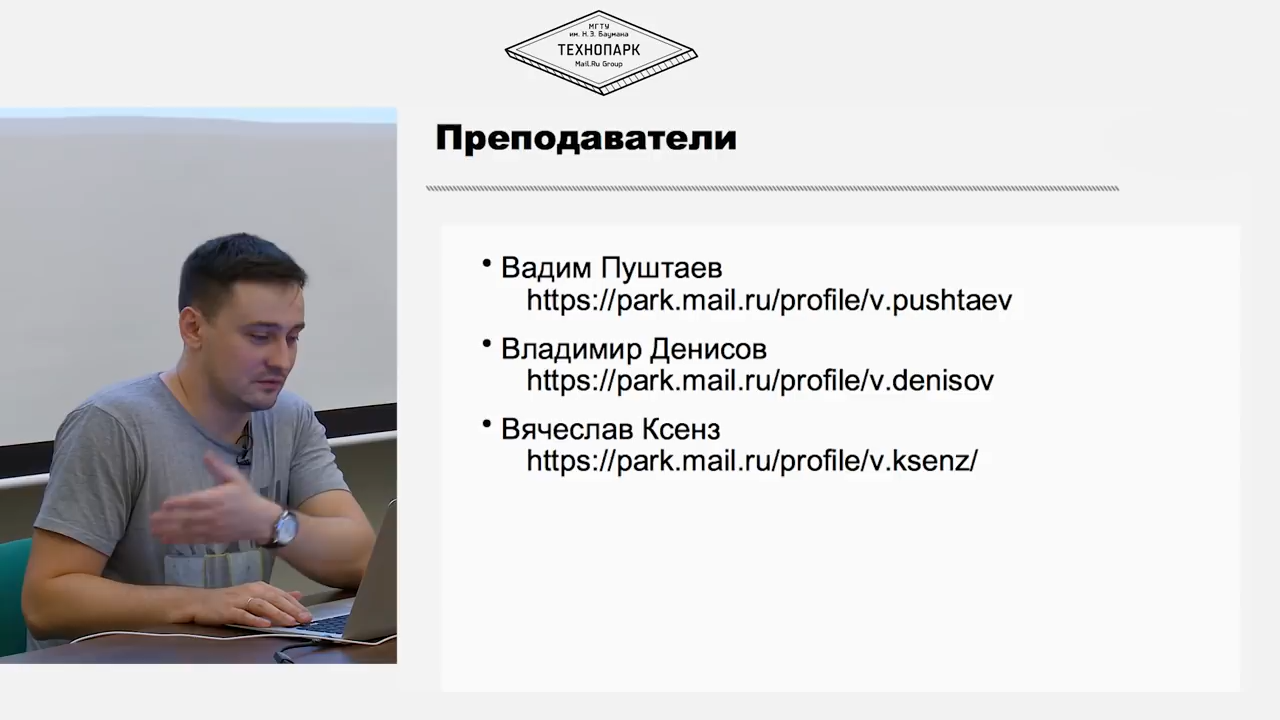 МГТУ
им. Н.Э. Баумана
ТЕХНОПАРК
Mail.Ru Group
Преподаватели
• Вадим Пуштаев
https://park.mail.ru/profile/v.pushtaev
• Владимир Денисов
https://park.mail.ru/profile/v.denisov
• Вячеслав Ксенз
https://park.mail.ru/profile/v.ksenz/